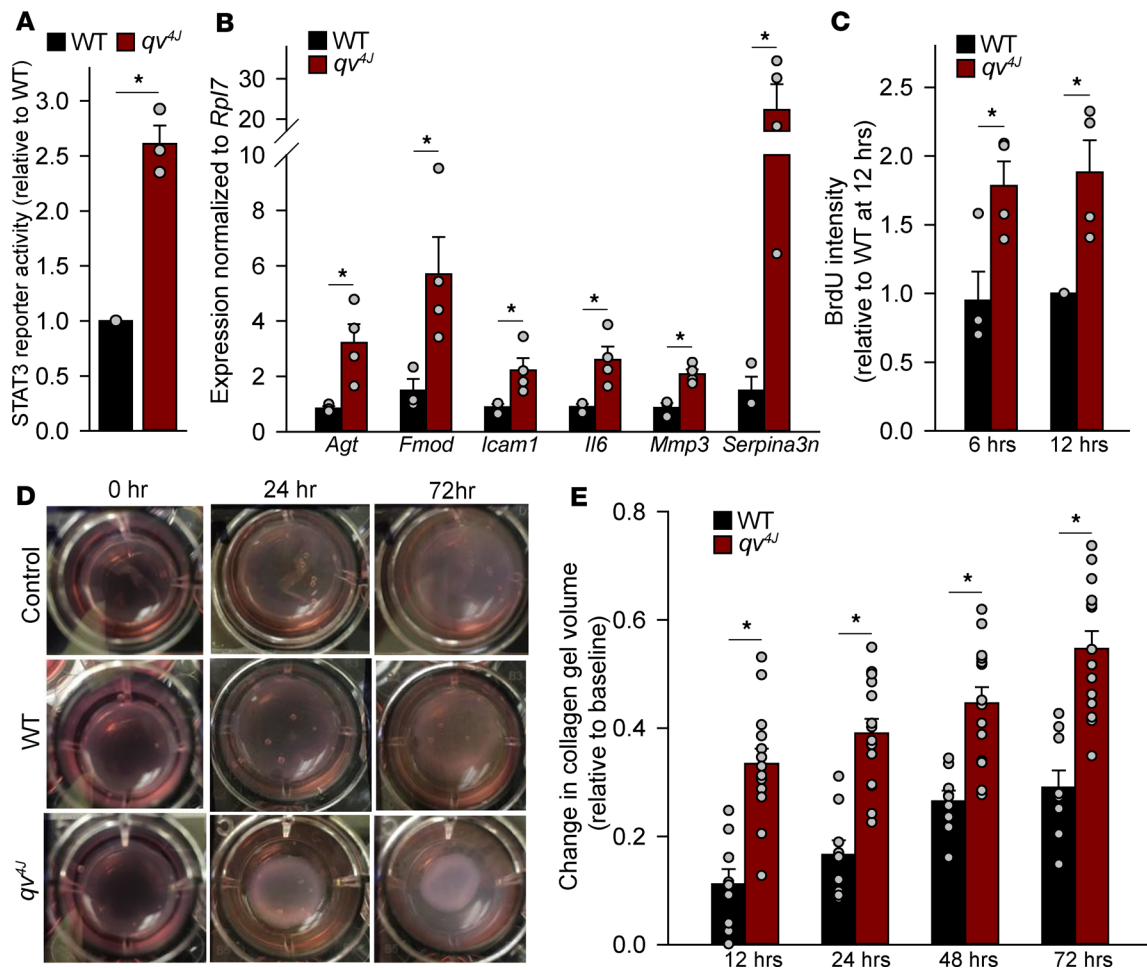 A
WT qv4J
STAT3 reporter activity (relative to WT)
*
3.0
2.5
2.0
1.5
1.0
0.5
0.0
B
WT
qv4J
Expression normalized to Rpl7
30
20
10
8
6
4
2
0
* * * * * *
Agt Fmod Icam1 Il6 Mmp3 Serpina3n
C
WT
qv4J
BrdU intensity
(relative to WT at 12 hrs)
2.5
2.0
1.5
1.0
0.5
0.0
* *
6 hrs 12 hrs
D
0 hr 24 hr 72hr
Control
WT
qv4J
E
WT
qv4J
Change in collagen gel volume
(relative to baseline)
0.8
0.6
0.4
0.2
0.0
* * * *
12 hrs 24 hrs 48 hrs 72 hrs